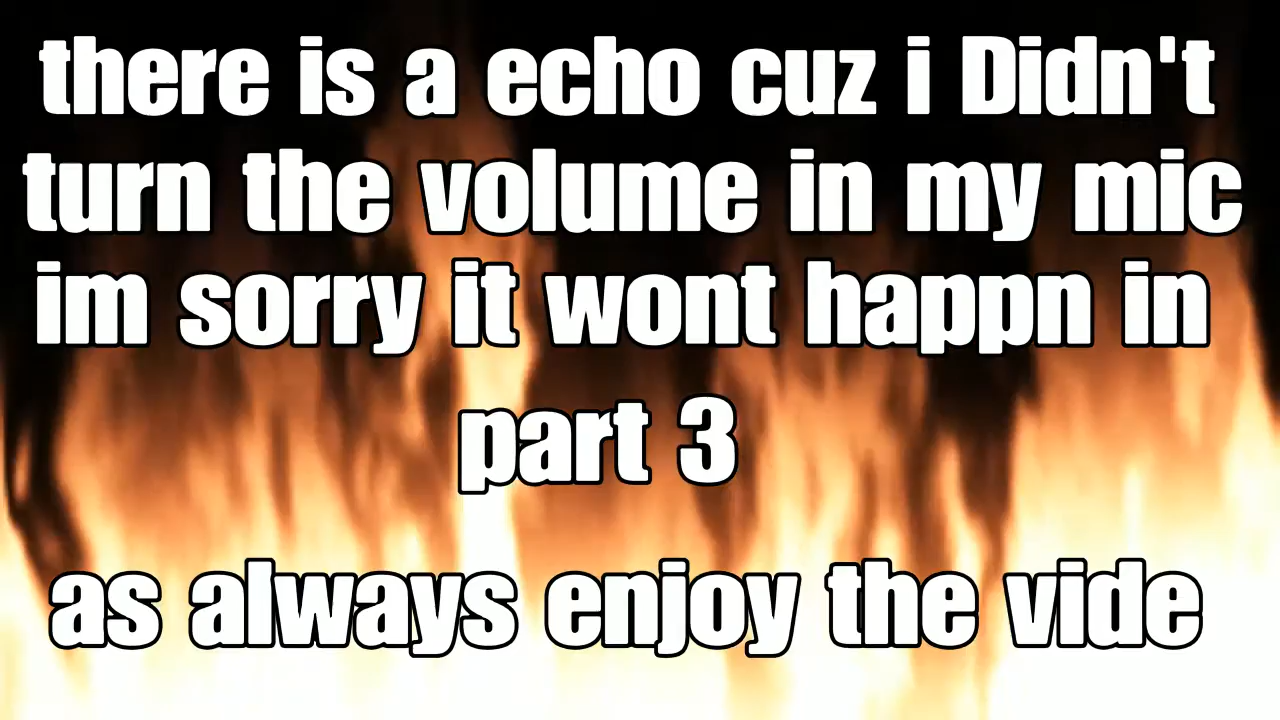 there is a echo cuz i Didn't
turn the volume in my mic
im sorry it wont happn in
part 3
as always enjoy the vide